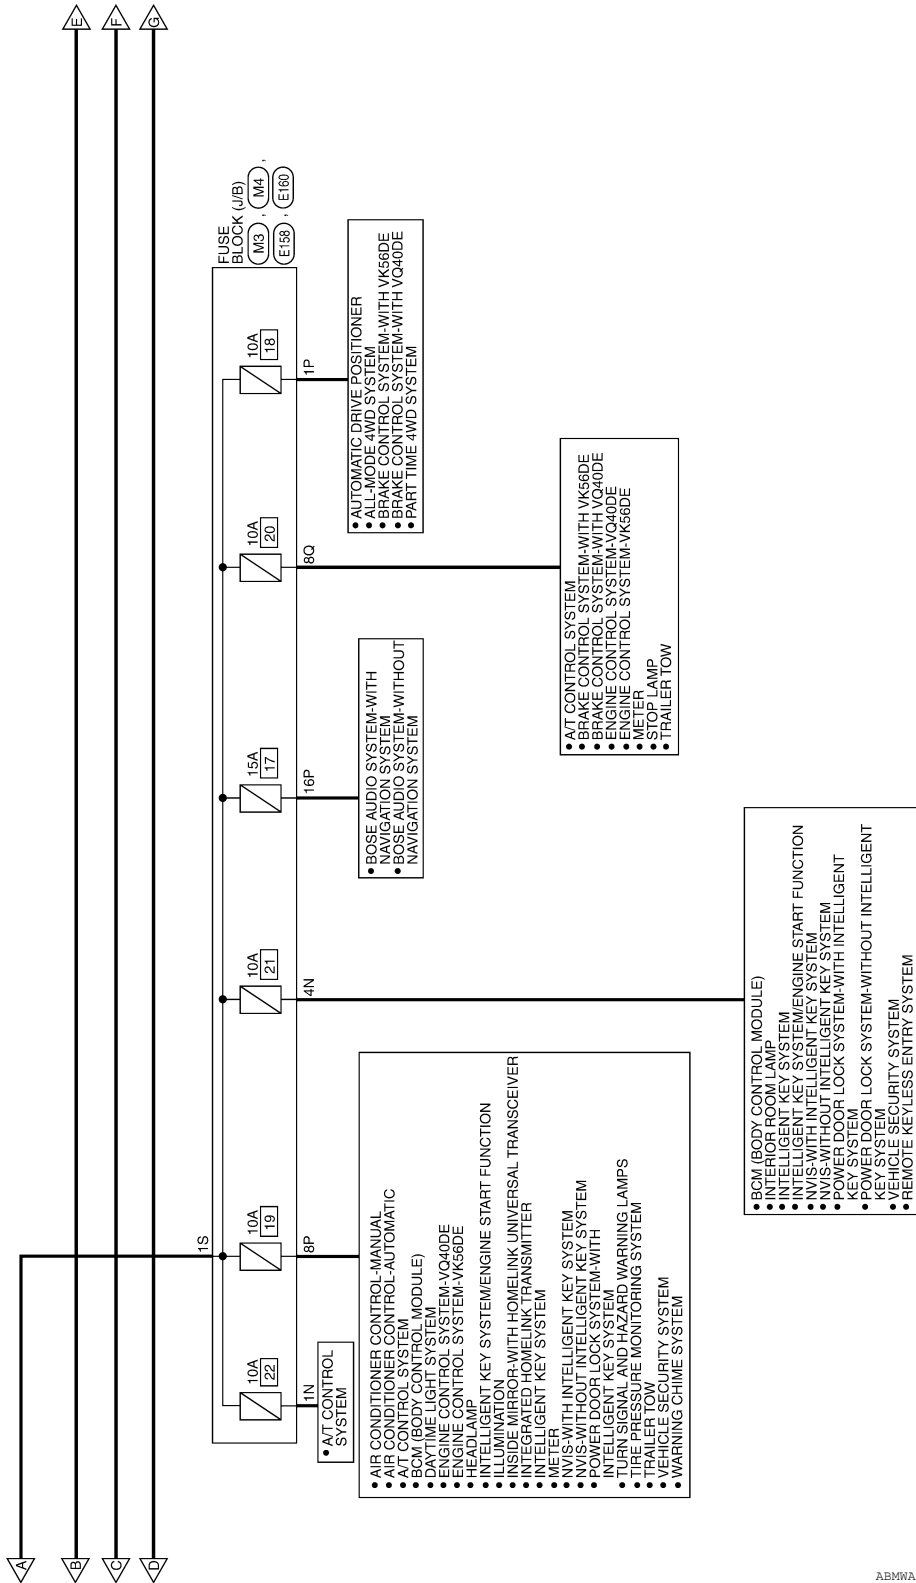 A
B
C
D
E
F
G
FUSE
BLOCK (J/B)
M3 , M4 ,
E158 , E160
1S
10A
22
10A
19
10A
21
15A
17
10A
20
10A
18
1N
8P
4N
16P
8Q
1P
• A/T CONTROL
SYSTEM
• AIR CONDITIONER CONTROL-MANUAL
• AIR CONDITIONER CONTROL-AUTOMATIC
• A/T CONTROL SYSTEM
• BCM (BODY CONTROL MODULE)
• DAYTIME LIGHT SYSTEM
• ENGINE CONTROL SYSTEM-VQ40DE
• ENGINE CONTROL SYSTEM-VK56DE
• HEADLAMP
• INTELLIGENT KEY SYSTEM/ENGINE START FUNCTION
• ILLUMINATION
• INSIDE MIRROR-WITH HOMELINK UNIVERSAL TRANSCEIVER
• INTEGRATED HOMELINK TRANSMITTER
• INTELLIGENT KEY SYSTEM
• METER
• NVIS-WITH INTELLIGENT KEY SYSTEM
• NVIS-WITHOUT INTELLIGENT KEY SYSTEM
• POWER DOOR LOCK SYSTEM-WITH
INTELLIGENT KEY SYSTEM
• TURN SIGNAL AND HAZARD WARNING LAMPS
• TIRE PRESSURE MONITORING SYSTEM
• TRAILER TOW
• VEHICLE SECURITY SYSTEM
• WARNING CHIME SYSTEM
• BCM (BODY CONTROL MODULE)
• INTERIOR ROOM LAMP
• INTELLIGENT KEY SYSTEM
• INTELLIGENT KEY SYSTEM/ENGINE START FUNCTION
• NVIS-WITH INTELLIGENT KEY SYSTEM
• NVIS-WITHOUT INTELLIGENT KEY SYSTEM
• POWER DOOR LOCK SYSTEM-WITH INTELLIGENT
KEY SYSTEM
• POWER DOOR LOCK SYSTEM-WITHOUT INTELLIGENT
KEY SYSTEM
• VEHICLE SECURITY SYSTEM
• REMOTE KEYLESS ENTRY SYSTEM
• BOSE AUDIO SYSTEM-WITH
NAVIGATION SYSTEM
• BOSE AUDIO SYSTEM-WITHOUT
NAVIGATION SYSTEM
• A/T CONTROL SYSTEM
• BRAKE CONTROL SYSTEM-WITH VK56DE
• BRAKE CONTROL SYSTEM-WITH VQ40DE
• ENGINE CONTROL SYSTEM-VQ40DE
• ENGINE CONTROL SYSTEM-VK56DE
• METER
• STOP LAMP
• TRAILER TOW
• AUTOMATIC DRIVE POSITIONER
• ALL-MODE 4WD SYSTEM
• BRAKE CONTROL SYSTEM-WITH VK56DE
• BRAKE CONTROL SYSTEM-WITH VQ40DE
• PART TIME 4WD SYSTEM
ABMWA